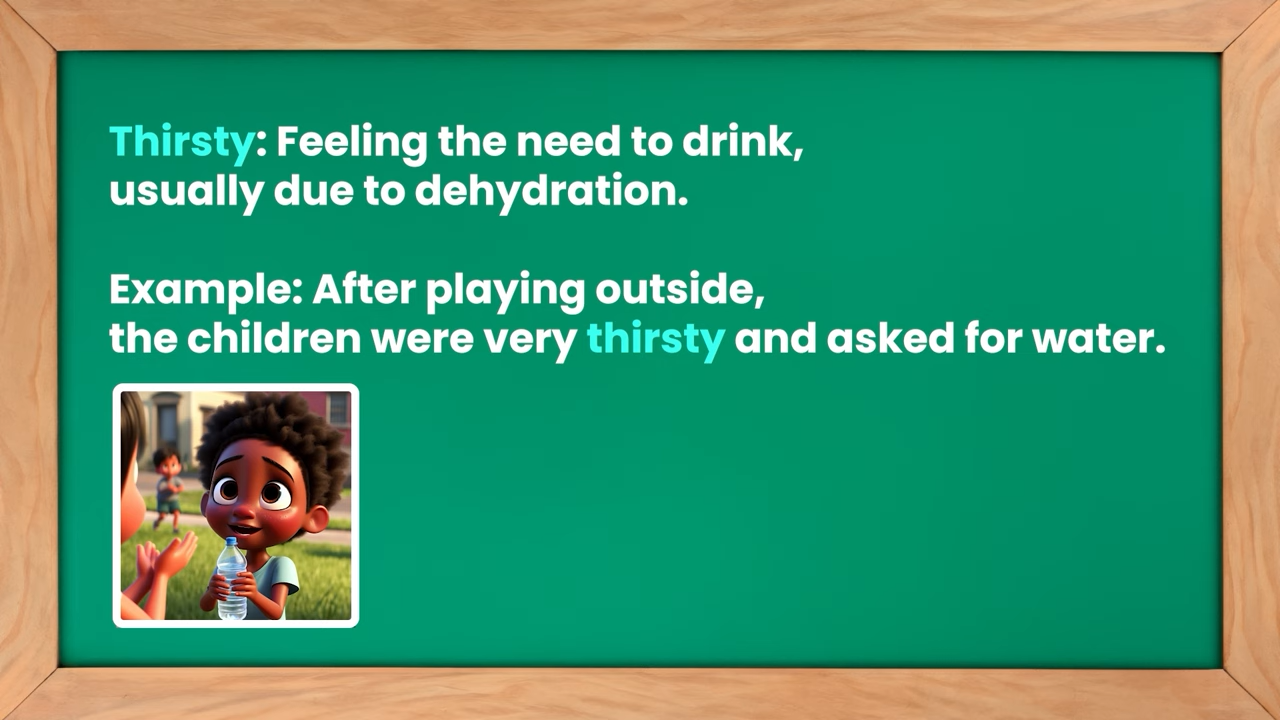 Thirsty: Feeling the need to drink,
usually due to dehydration.
Example: After playing outside,
the children were very thirsty and asked for water.